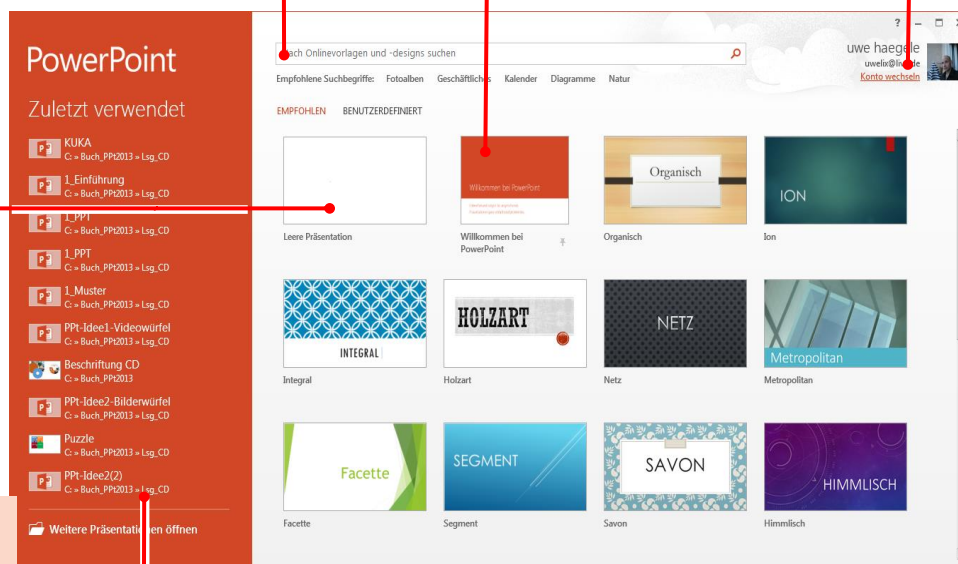 PowerPoint
Zuletzt verwendet
KUKA
C: » Buch_PPt2013 » Lsg_CD
1_Einführung
C: » Buch_PPt2013 » Lsg_CD
1_PPT
C: » Buch_PPt2013 » Lsg_CD
1_PPT
C: » Buch_PPt2013 » Lsg_CD
1_Muster
C: » Buch_PPt2013 » Lsg_CD
PPt-Idee1-Videowürfel
C: » Buch_PPt2013 » Lsg_CD
Beschriftung CD
C: » Buch_PPt2013
PPt-Idee2-Bilderwürfel
C: » Buch_PPt2013 » Lsg_CD
Puzzle
C: » Buch_PPt2013 » Lsg_CD
PPt-Idee2(2)
C: » Buch_PPt2013 » Lsg_CD
Weitere Präsentationen öffnen
?
Nach Onlinevorlagen und -designs suchen
uwe haegele
Konto wechseln
Empfohlene Suchbegriffe: Fotoalben Geschäftliches Kalender Diagramme Natur
EMPFOHLEN BENUTZERDEFINIERT
Willkommen bei PowerPoint
Organisch
ION
Leere Präsentation
Willkommen bei
PowerPoint
Organisch
Ion
INTEGRAL
HOLZART
NETZ
Metropolitan
Integral
Holzart
Netz
Metropolitan
Facette
SEGMENT
SAVON
HIMMLISCH
Facette
Segment
Savon
Himmlisch